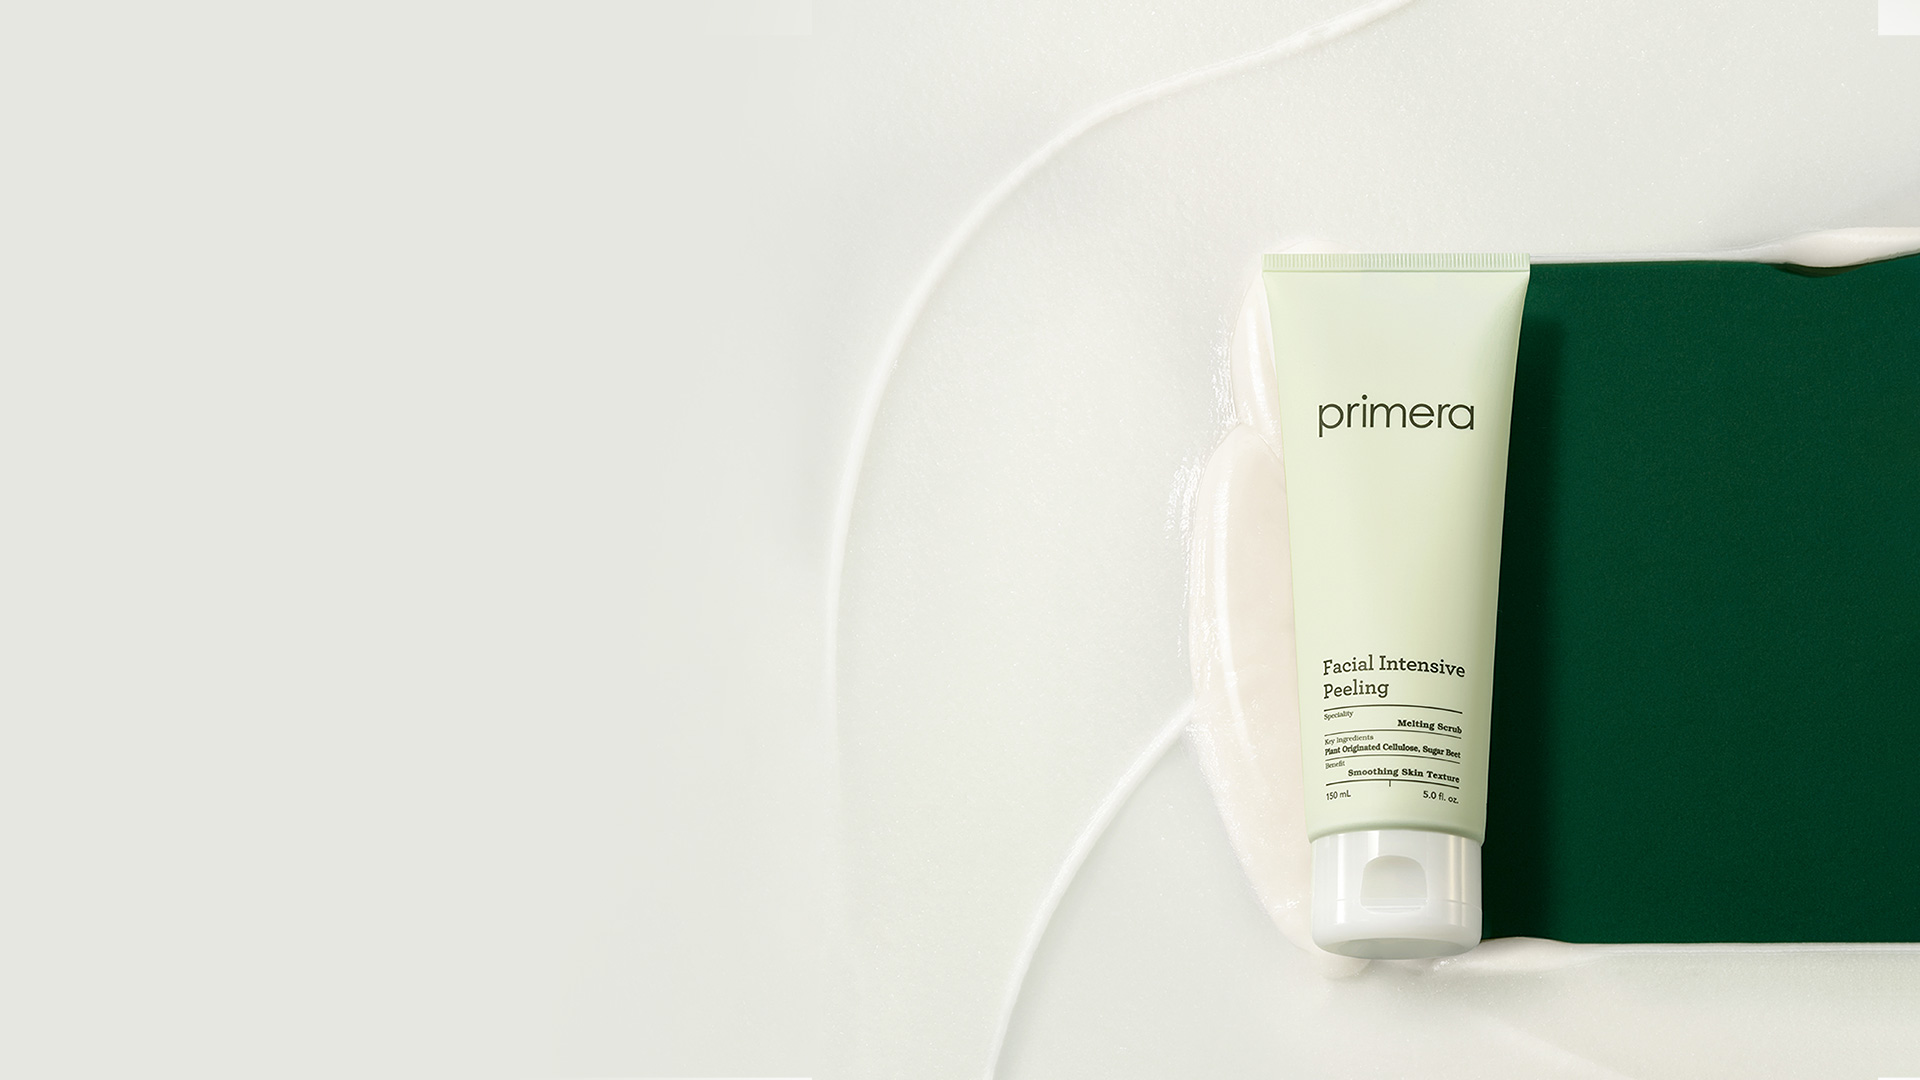 primera
Facial Intensive
Peeling
Speciality
Melting Scrub
Key Ingredients
Plant Originated Cellulose, Sugar Beet
Benefit
Smoothing Skin Texture
150 mL 5.0 fl. oz.